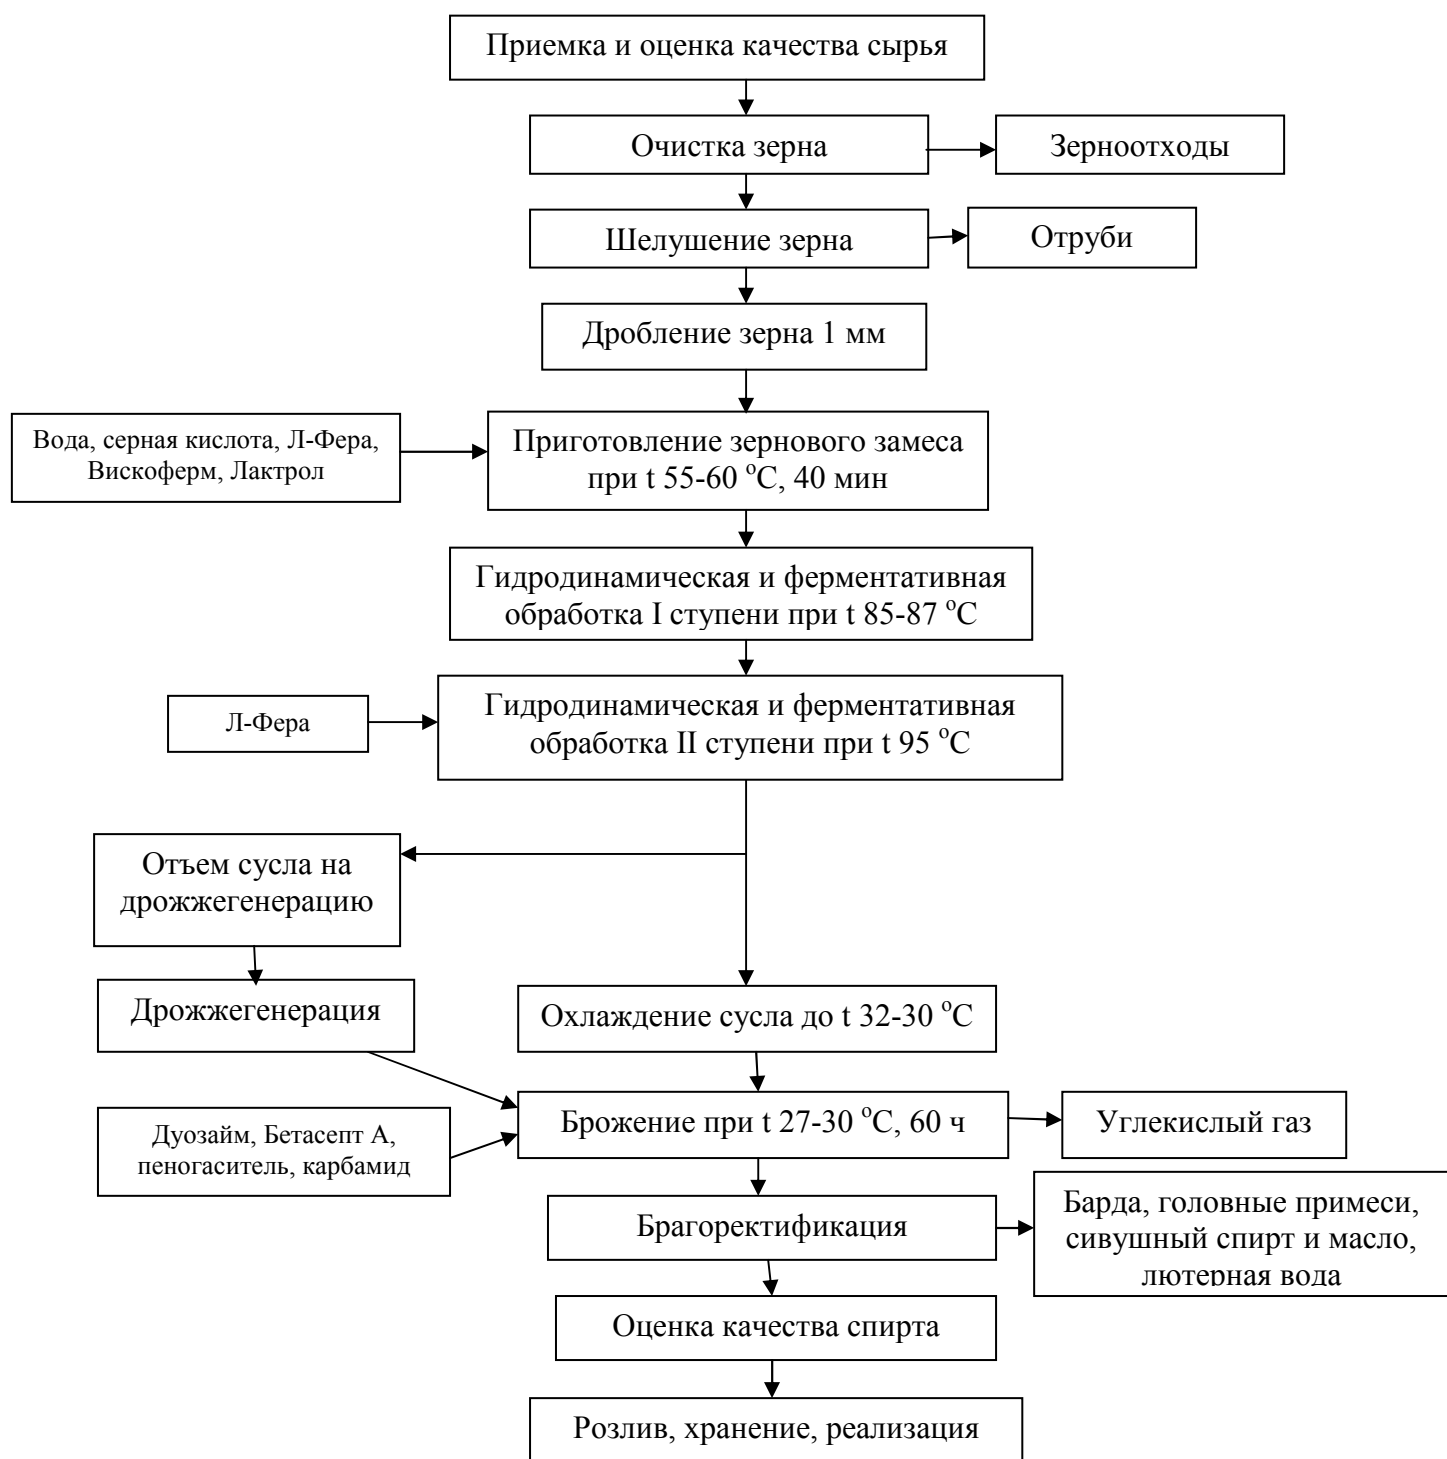 Приемка и оценка качества сырья
Очистка зерна
Зерноотходы
Шелушение зерна
Отруби
Дробление зерна 1 мм
Вода, серная кислота, Л-Фера,
Вискоферм, Лактрол
Приготовление зернового замеса
при t 55-60 °С, 40 мин
Гидродинамическая и ферментативная
обработка I ступени при t 85-87 °С
Л-Фера
Гидродинамическая и ферментативная
обработка II ступени при t 95 °С
Отъем сусла на
дрожжегенерацию
Дрожжегенерация
Охлаждение сусла до t 32-30 °С
Дуозайм, Бетасепт А,
пеногаситель, карбамид
Брожение при t 27-30 °С, 60 ч
Углекислый газ
Брагоректификация
Барда, головные примеси,
сивушный спирт и масло,
лютерная вода
Оценка качества спирта
Розлив, хранение, реализация